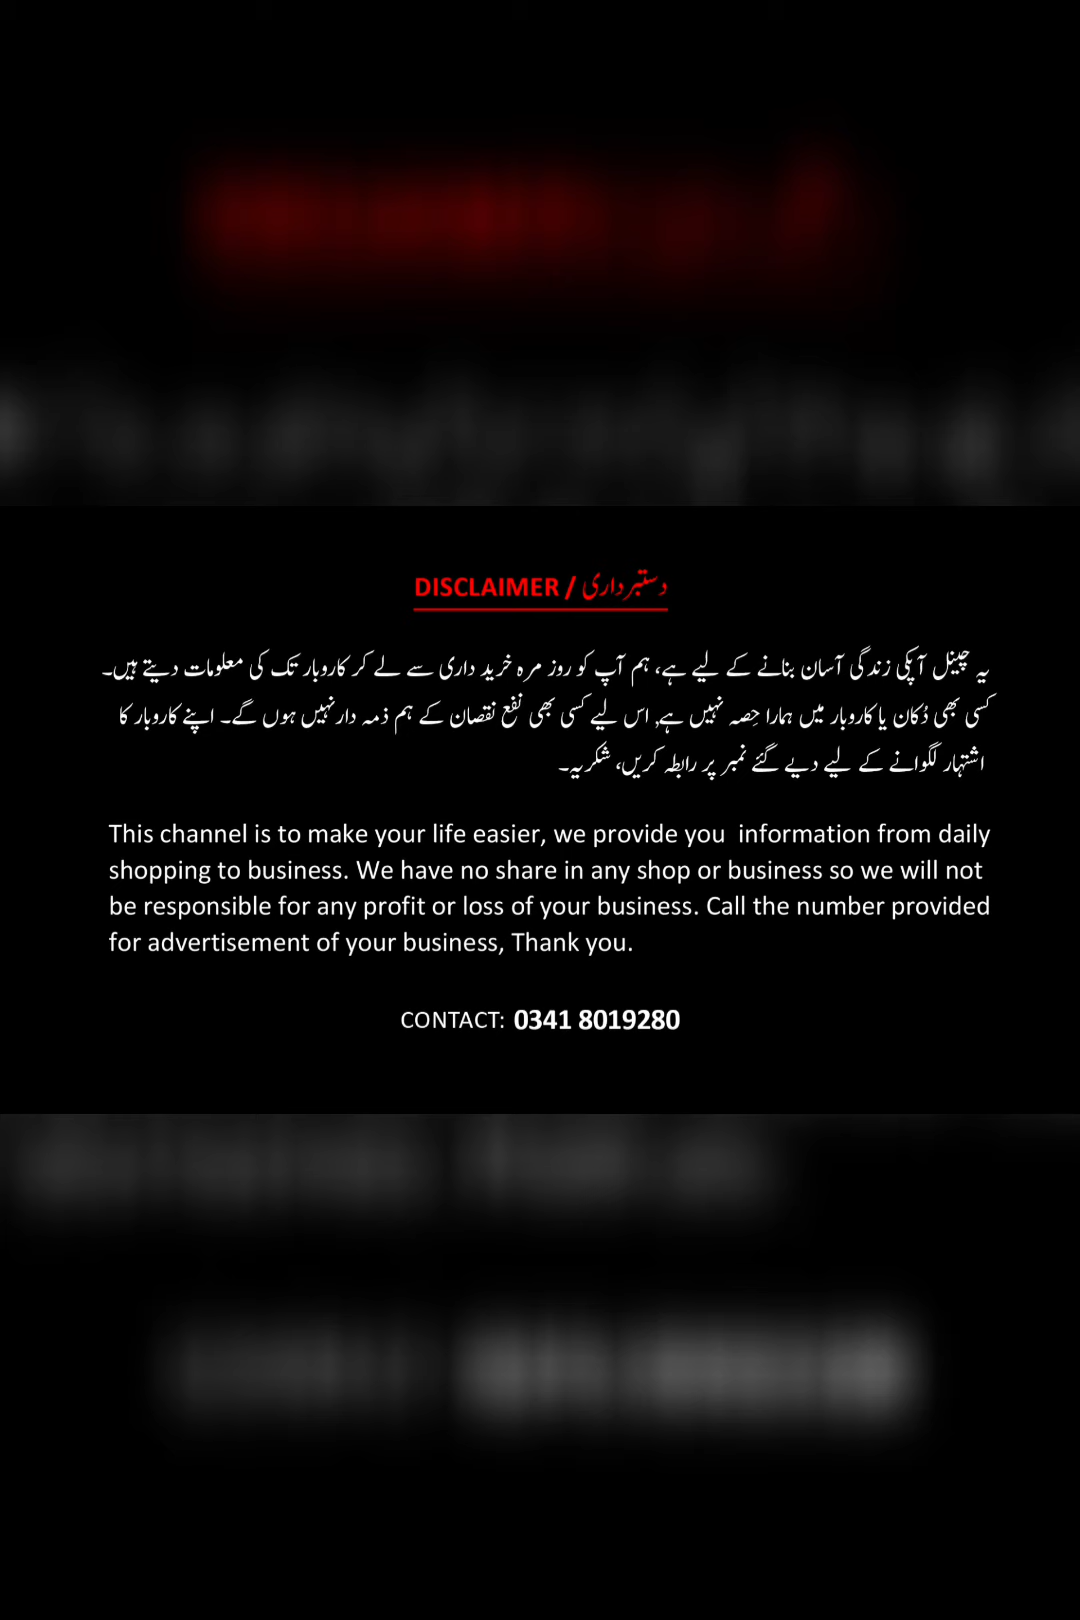 DISCLAIMER / دستبرداری
یہ چینل آپکی زندگی آسان بنانے کے لیے ہے، ہم آپ کو روز مرہ خرید داری سے لے کر کاروبار تک کی معلومات دیتے ہیں۔
کسی بھی دُکان یا کاروبار میں ہمارا حِصہ نہیں ہے, اس لیے کسی بھی نفع نقصان کے ہم ذمہ دار نہیں ہوں گے۔ اپنے کاروبار کا
اشتہار لگوانے کے لیے دیے گئے نمبر پر رابطہ کریں، شکریہ۔
This channel is to make your life easier, we provide you  information from daily
shopping to business. We have no share in any shop or business so we will not
be responsible for any profit or loss of your business. Call the number provided
for advertisement of your business, Thank you.
CONTACT: 0341 8019280